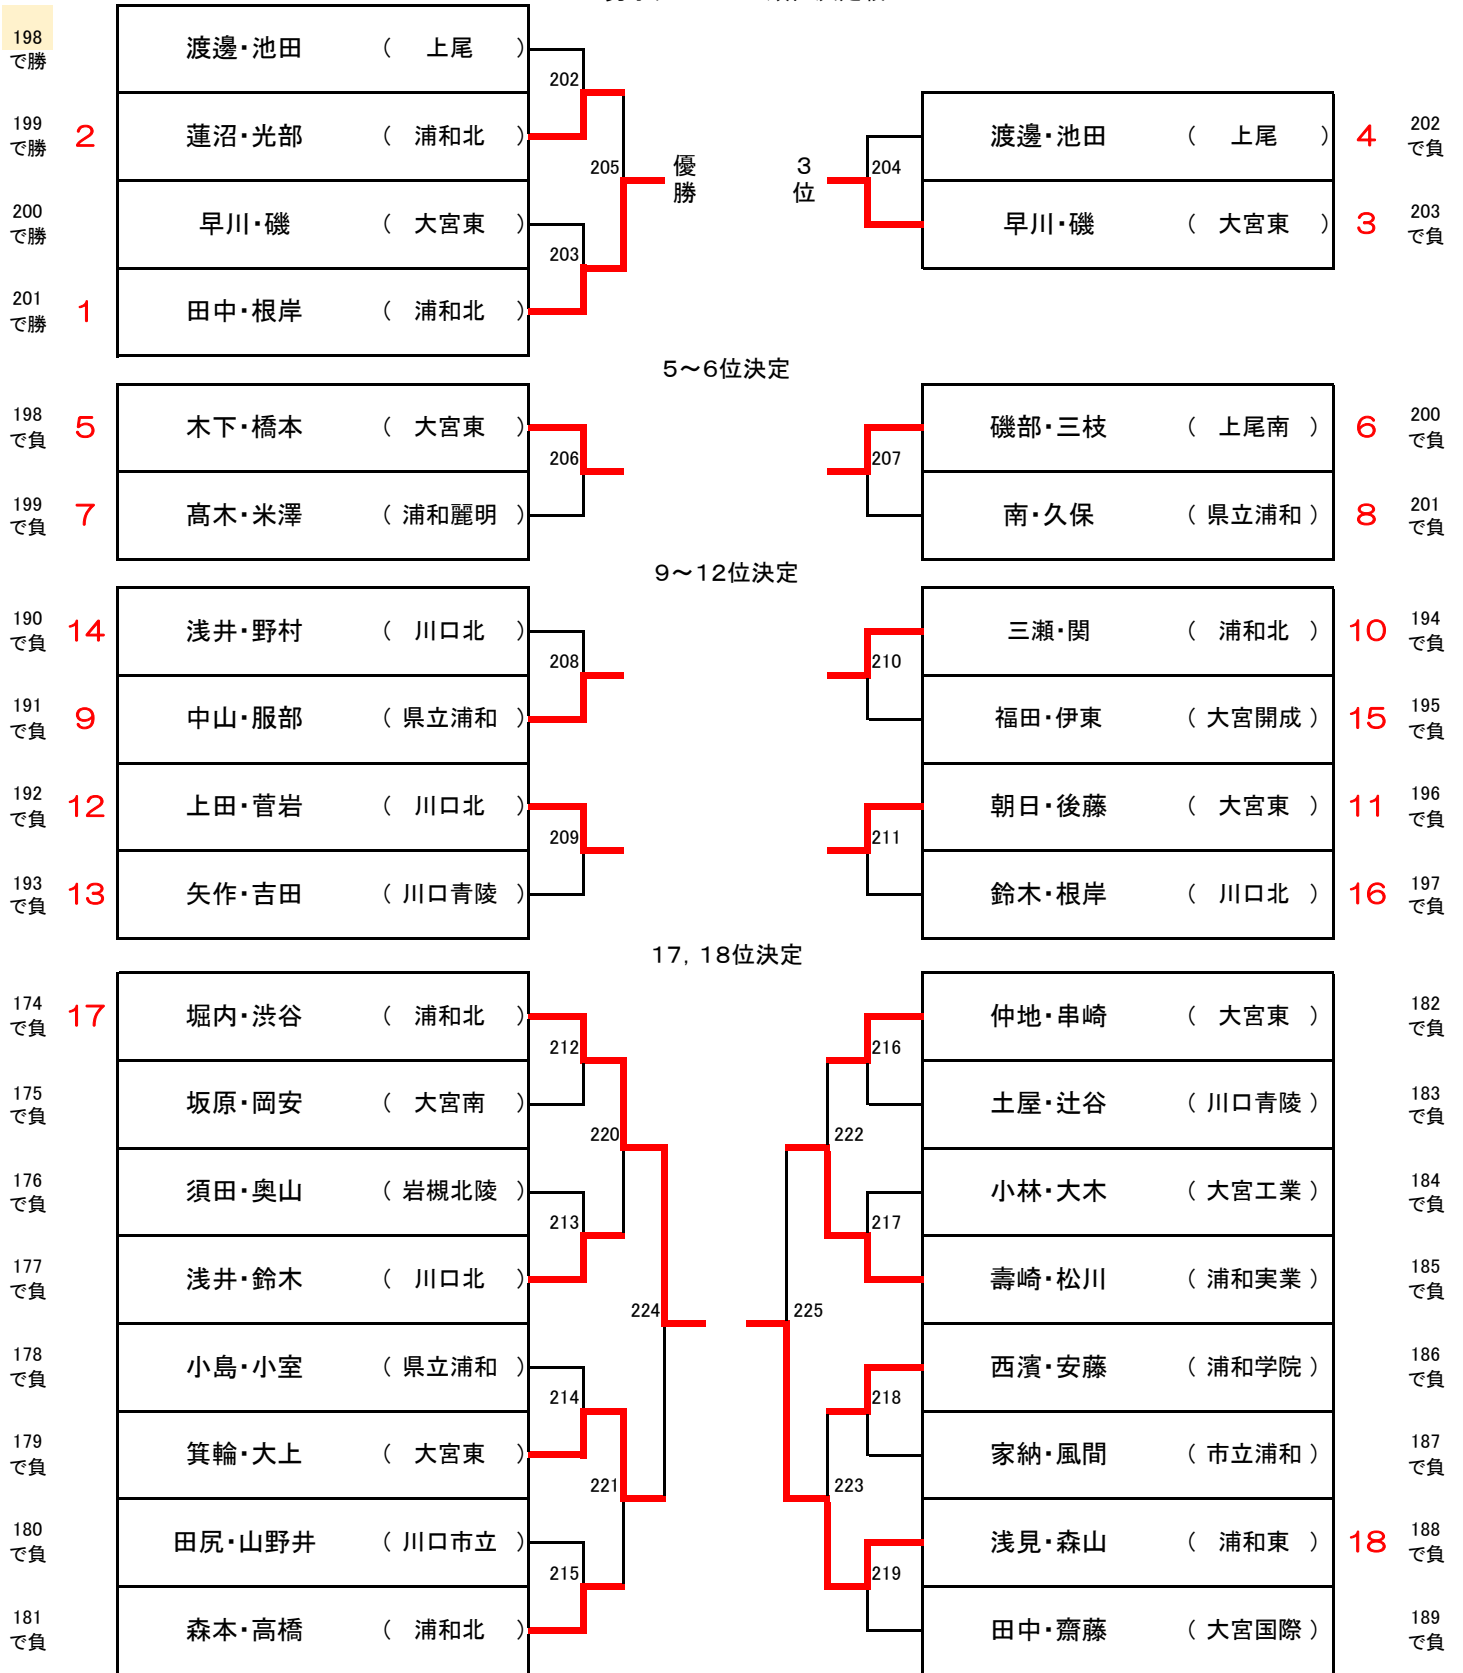 198
で勝 渡邊・池田 （ 上尾 ）
202
199
で勝 2 蓮沼・光部 （ 浦和北 ） 渡邊・池田 （ 上尾 ） 4 202
で負
205 優勝 3位 204
200
で勝 早川・磯 （ 大宮東 ） 早川・磯 （ 大宮東 ） 3 203
で負
203
201
で勝 1 田中・根岸 （ 浦和北 ）
5～6位決定
198
で負 5 木下・橋本 （ 大宮東 ） 磯部・三枝 （ 上尾南 ） 6 200
で負
206 207
199
で負 7 髙木・米澤 （ 浦和麗明 ） 南・久保 （ 県立浦和 ） 8 201
で負
9～12位決定
190
で負 14 浅井・野村 （ 川口北 ） 三瀬・関 （ 浦和北 ） 10 194
で負
208 210
191
で負 9 中山・服部 （ 県立浦和 ） 福田・伊東 （ 大宮開成 ） 15 195
で負
192
で負 12 上田・菅岩 （ 川口北 ） 朝日・後藤 （ 大宮東 ） 11 196
で負
209 211
193
で負 13 矢作・吉田 （ 川口青陵 ） 鈴木・根岸 （ 川口北 ） 16 197
で負
17，18位決定
174
で負 17 堀内・渋谷 （ 浦和北 ） 仲地・串崎 （ 大宮東 ） 182
で負
212 216
175
で負 坂原・岡安 （ 大宮南 ） 土屋・辻谷 （ 川口青陵 ） 183
で負
220 222
176
で負 須田・奥山 （ 岩槻北陵 ） 小林・大木 （ 大宮工業 ） 184
で負
213 217
177
で負 浅井・鈴木 （ 川口北 ） 壽崎・松川 （ 浦和実業 ） 185
で負
224 225
178
で負 小島・小室 （ 県立浦和 ） 西濱・安藤 （ 浦和学院 ） 186
で負
214 218
179
で負 箕輪・大上 （ 大宮東 ） 家納・風間 （ 市立浦和 ） 187
で負
221 223
180
で負 田尻・山野井 （ 川口市立 ） 浅見・森山 （ 浦和東 ） 18 188
で負
215 219
181
で負 森本・高橋 （ 浦和北 ） 田中・齋藤 （ 大宮国際 ） 189
で負